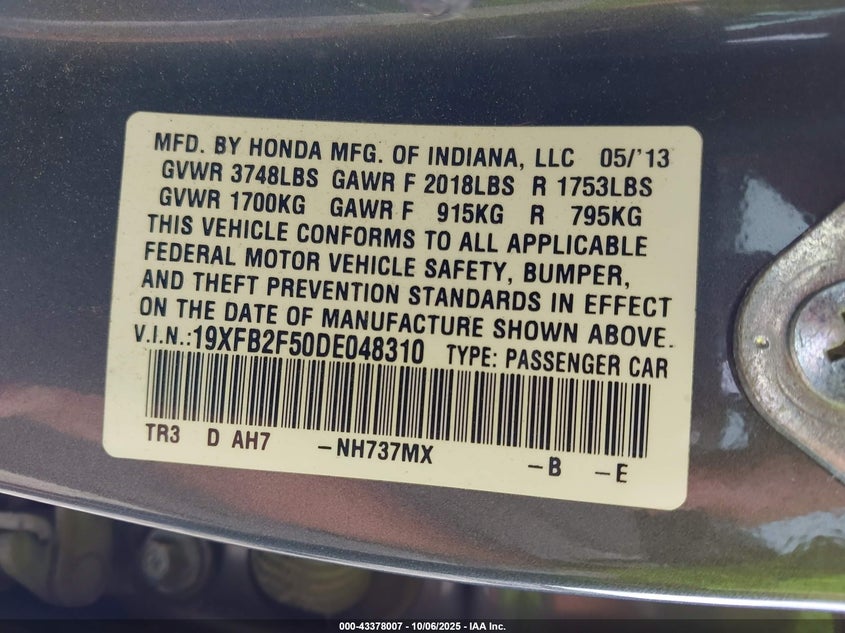 MFD. BY HONDA MFG. OF INDIANA, LLC 05/'13
GVWR 3748LBS GAWR F 2018LBS R 1753LBS
GVWR 1700KG GAWR F 915KG R 795KG
THIS VEHICLE CONFORMS TO ALL APPLICABLE
FEDERAL MOTOR VEHICLE SAFETY, BUMPER,
AND THEFT PREVENTION STANDARDS IN EFFECT
ON THE DATE OF MANUFACTURE SHOWN ABOVE.
V.I.N.:19XFB2F50DE048310 TYPE: PASSENGER CAR
TR3 D AH7 -NH737MX -B -E
000-43378007 - 10/06/2025 - IAA Inc.